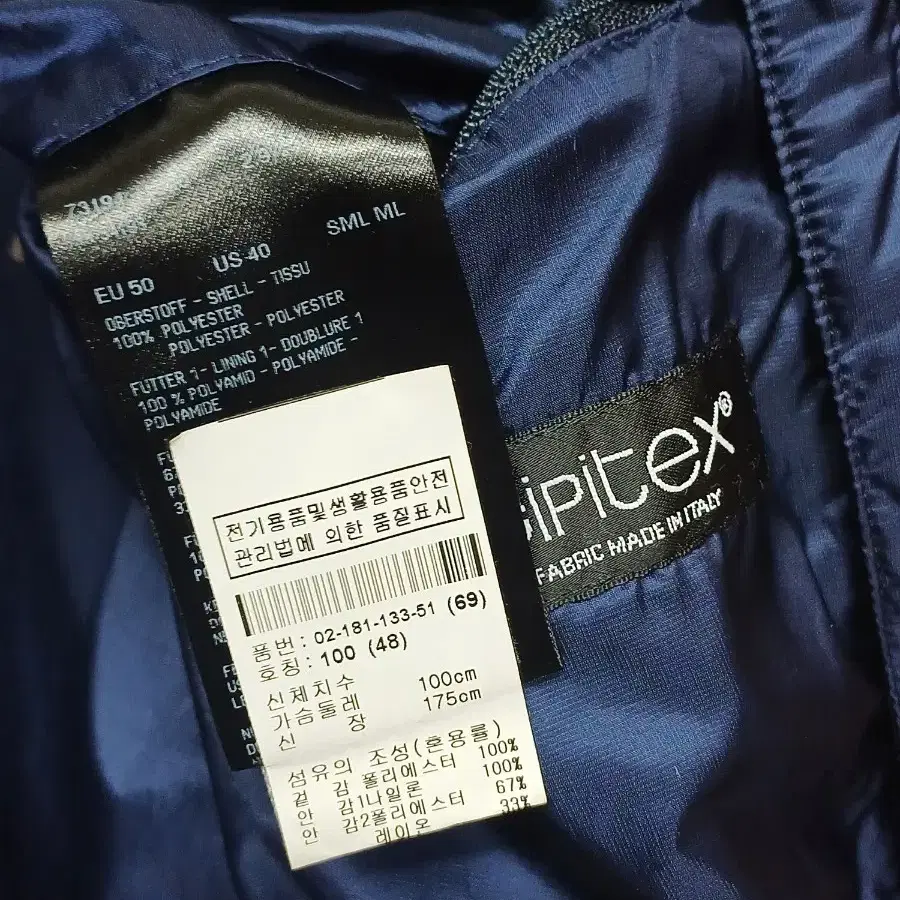 EU 50 US 40 SML ML
OBERSTOFF - SHELL - TISSU
100% POLYESTER
POLYESTER - POLYESTER
FUTTER 1- LINING 1- DOUBLURE 1
100 % POLYAMID - POLYAMIDE -
POLYAMIDE
전기용품및생활용품안전
관리법에 의한 품질표시
품번: 02-181-133-51 (69)
호칭: 100 (48)
신체치수
가슴둘레 100cm
신 장 175cm
섬유의 조성(혼용률)
겉 감 폴리에스터 100%
안 감1나일론 100%
안 감2폴리에스터 67%
레이온 33%
FABRIC MADE IN ITALY